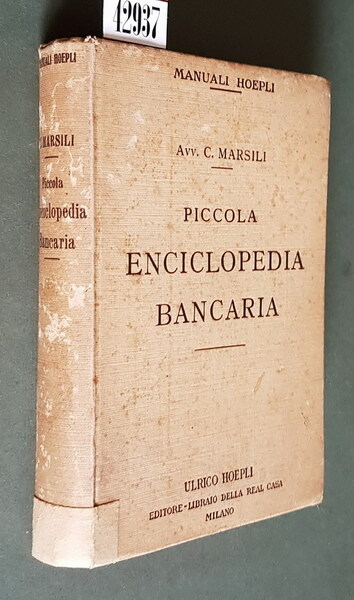 42937
MANUALI HOEPLI
C. MARSILI
Piccola
Enciclopedia
Bancaria
MANUALI HOEPLI
Avv. C. MARSILI
PICCOLA
ENCICLOPEDIA
BANCARIA
ULRICO HOEPLI
EDITORE-LIBRAIO DELLA REAL CASA
MILANO